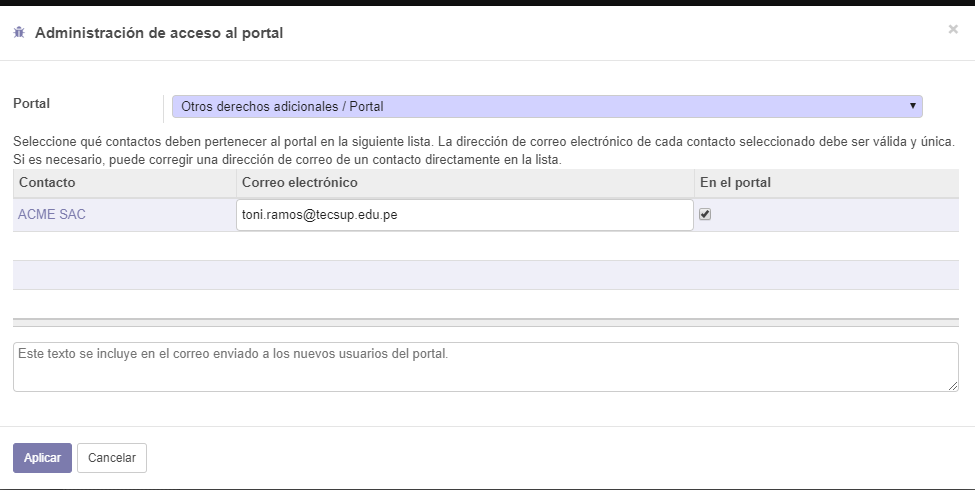 Administración de acceso al portal
×
Portal
Otros derechos adicionales / Portal
Seleccione qué contactos deben pertenecer al portal en la siguiente lista. La dirección de correo electrónico de cada contacto seleccionado debe ser válida y única.
Si es necesario, puede corregir una dirección de correo de un contacto directamente en la lista.
Contacto Correo electrónico En el portal
ACME SAC toni.ramos@tecsup.edu.pe
Este texto se incluye en el correo enviado a los nuevos usuarios del portal.
Aplicar Cancelar